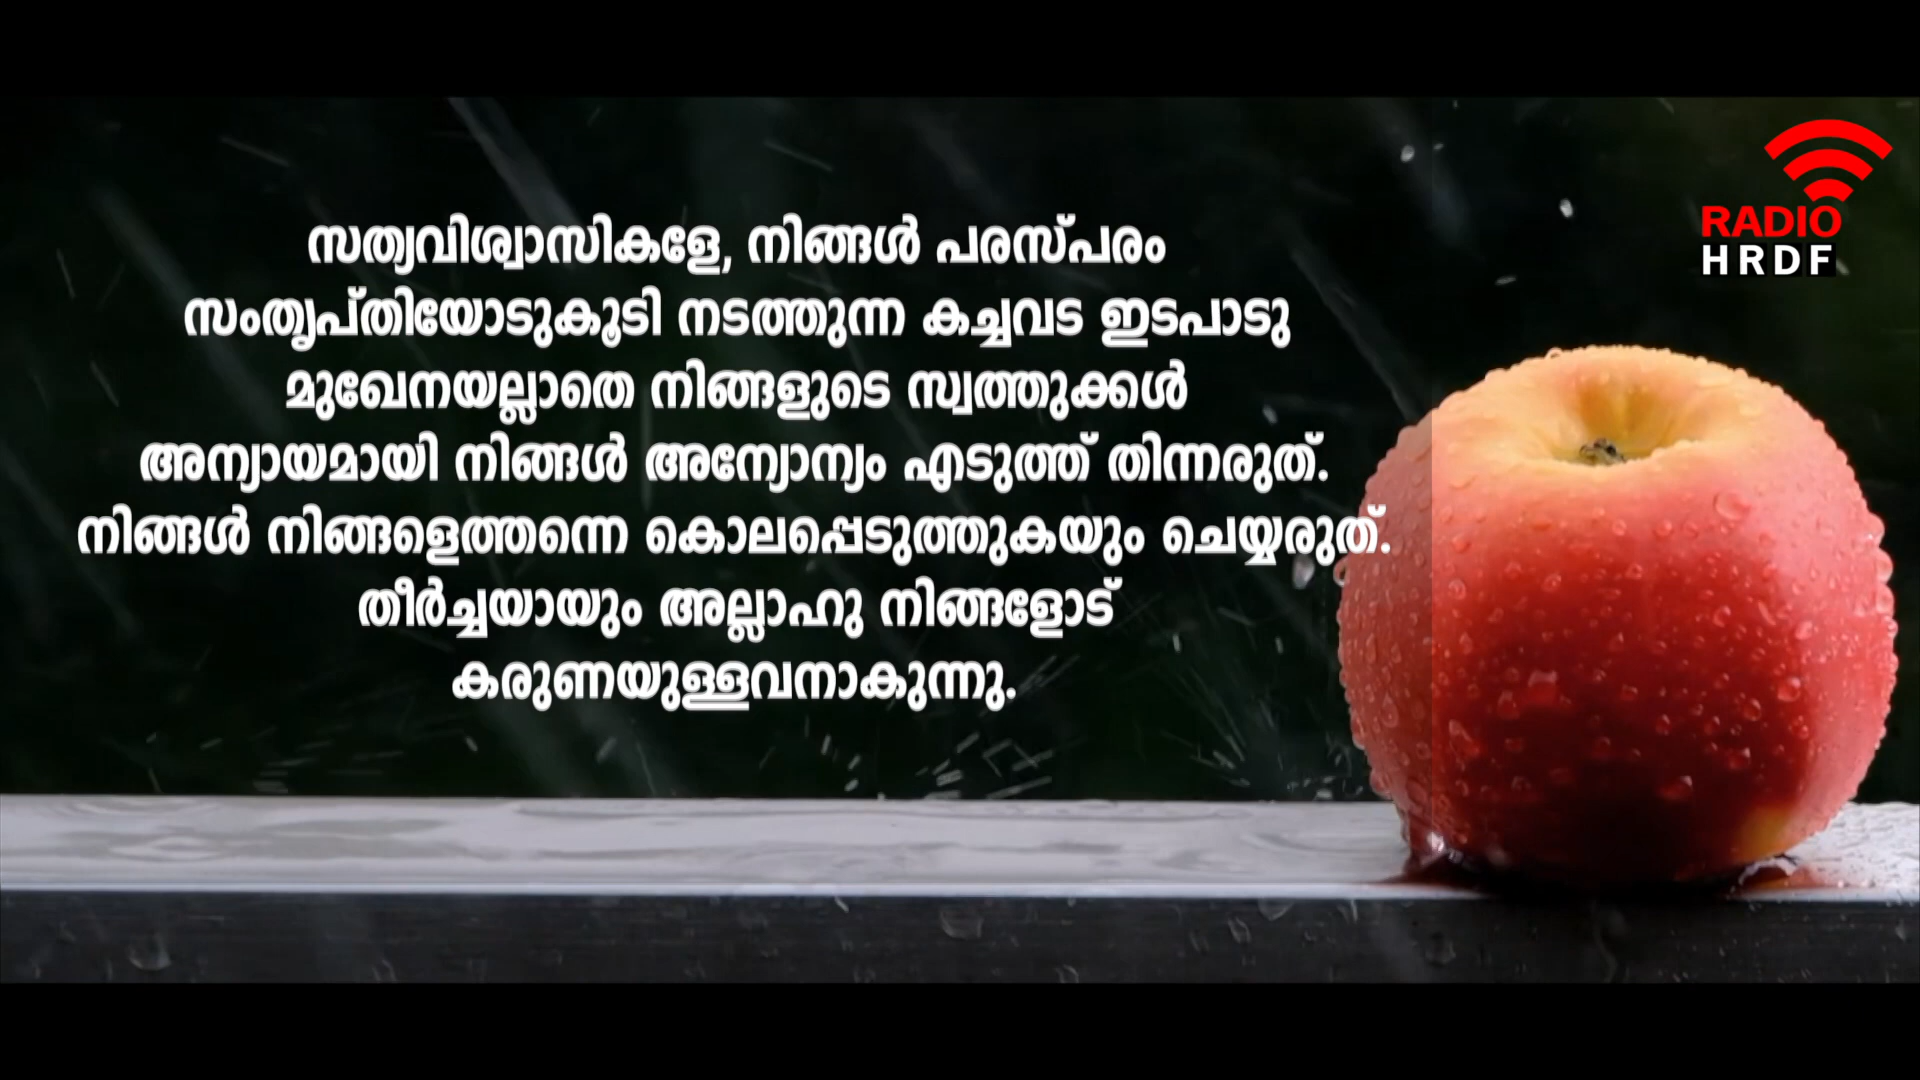 സത്യവിശ്വാസികളേ, നിങ്ങൾ പരസ്പരം
സംതൃപ്തിയോടുകൂടി നടത്തുന്ന കച്ചവട ഇടപാടു
മുഖേനയല്ലാതെ നിങ്ങളുടെ സ്വത്തുക്കൾ
അന്യായമായി നിങ്ങൾ അന്യോന്യം എടുത്ത് തിന്നരുത്.
നിങ്ങൾ നിങ്ങളെത്തന്നെ കൊലപ്പെടുത്തുകയും ചെയ്യരുത്.
തീർച്ചയായും അല്ലാഹു നിങ്ങളോട്
കരുണയുള്ളവനാകുന്നു.
RADIO
HRDF